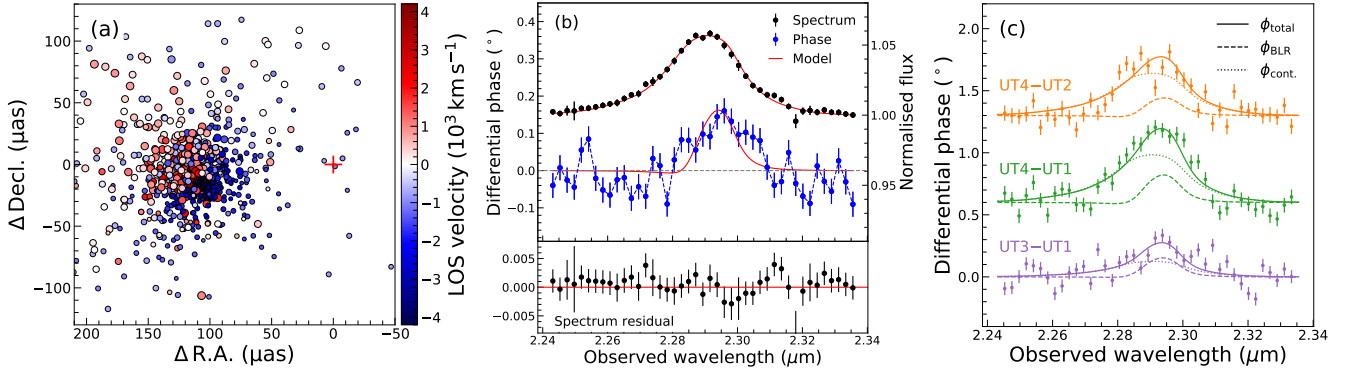 (a)
Δ Decl. (μas)
100
50
0
−50
−100
200
150
100
50
0
−50
Δ R.A. (μas)
4
3
2
1
0
−1
−2
−3
−4
LOS velocity (10³ km s⁻¹)
(b)
Spectrum
Phase
Model
Differential phase (°)
0.4
0.3
0.2
0.1
0.0
−0.1
1.05
1.00
0.95
Normalised flux
0.005
0.000
−0.005
Spectrum residual
2.24
2.26
2.28
2.30
2.32
2.34
Observed wavelength (μm)
(c)
ϕtotal
ϕBLR
ϕcont.
UT4−UT2
UT4−UT1
UT3−UT1
Differential phase (°)
2.0
1.5
1.0
0.5
0.0
2.24
2.26
2.28
2.30
2.32
2.34
Observed wavelength (μm)